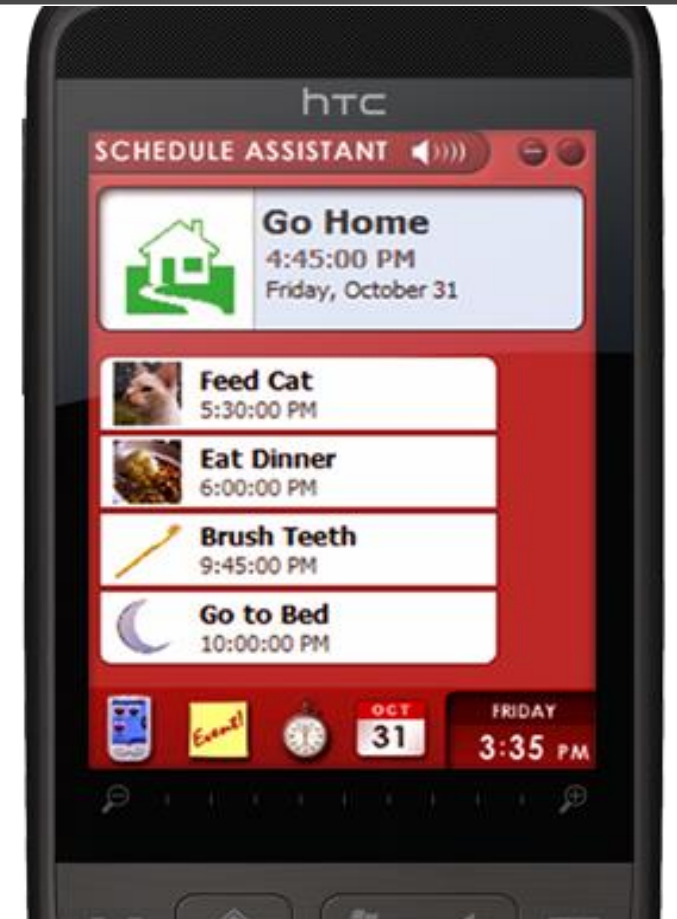 hTC
SCHEDULE ASSISTANT
Go Home
4:45:00 PM
Friday, October 31
Feed Cat
5:30:00 PM
Eat Dinner
6:00:00 PM
Brush Teeth
9:45:00 PM
Go to Bed
10:00:00 PM
Event!
OCT
31
FRIDAY
3:35 PM